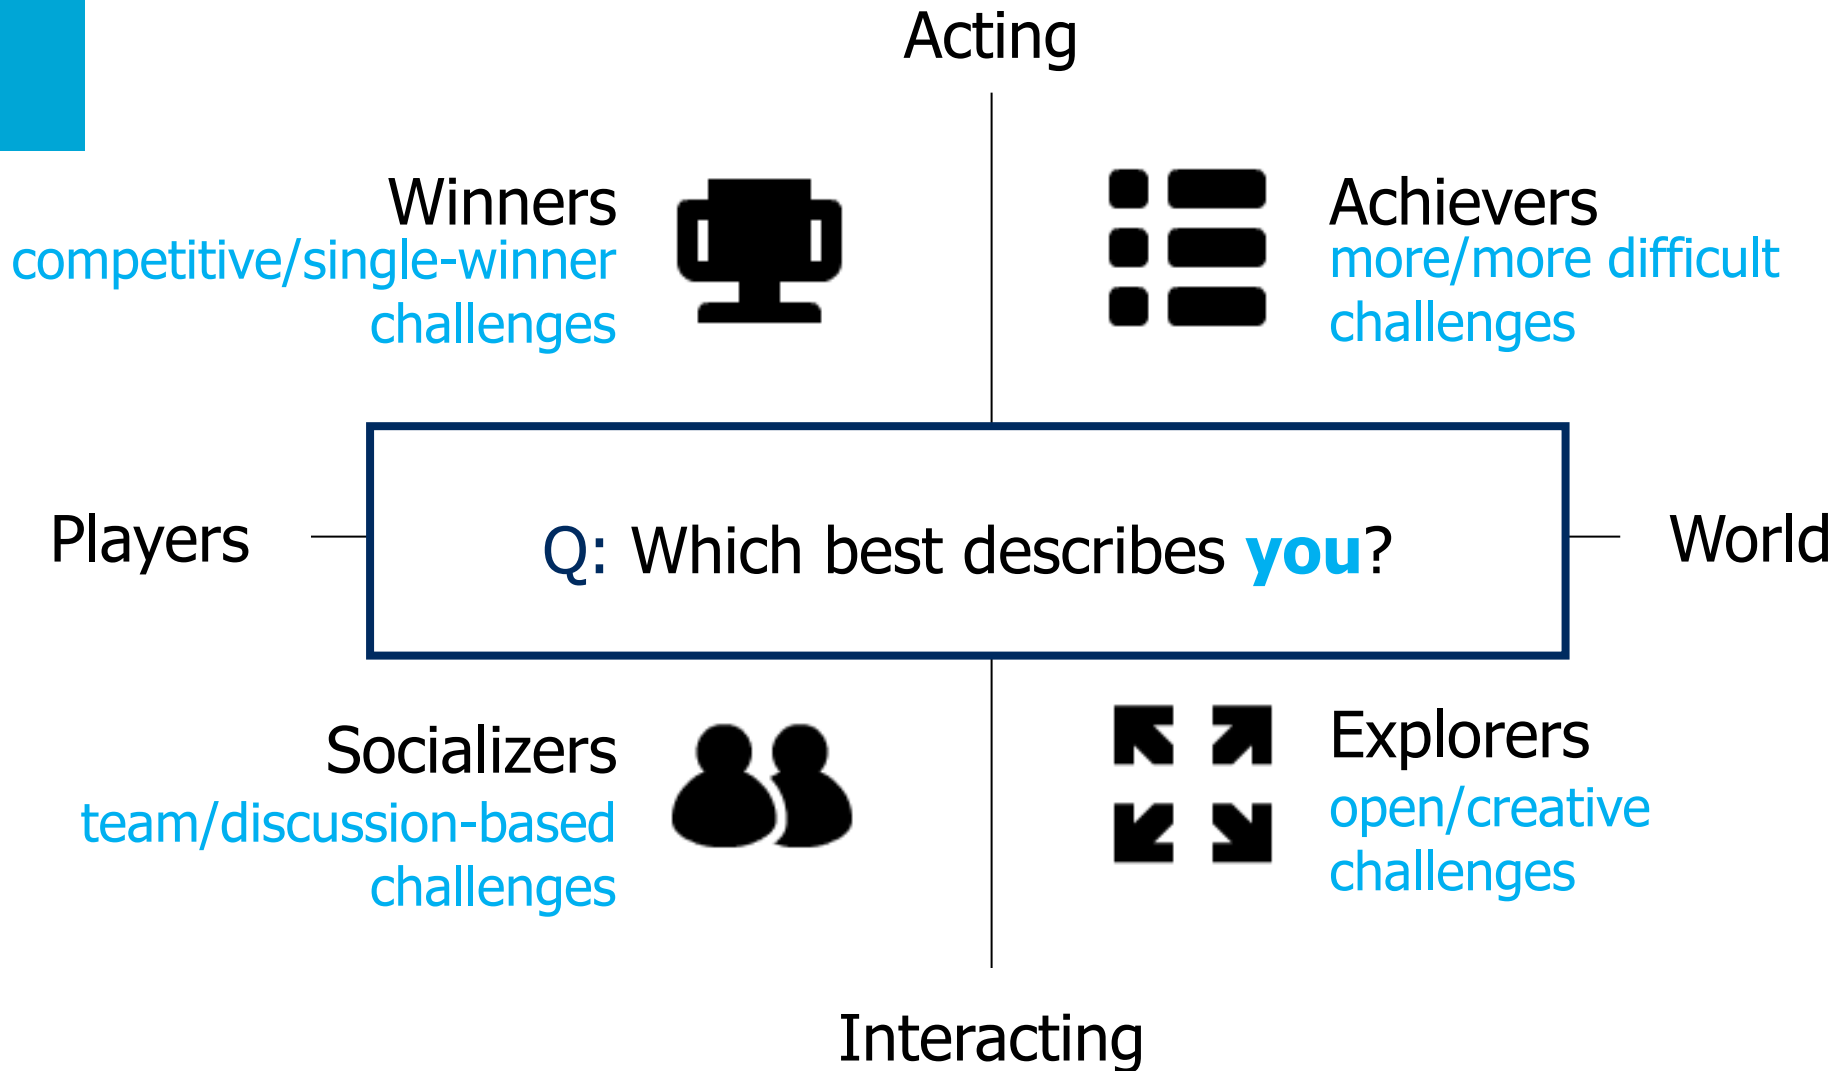 Acting
Winners
competitive/single-winner
challenges
Achievers
more/more difficult
challenges
Players
Q: Which best describes you?
World
Socializers
team/discussion-based
challenges
Explorers
open/creative
challenges
Interacting